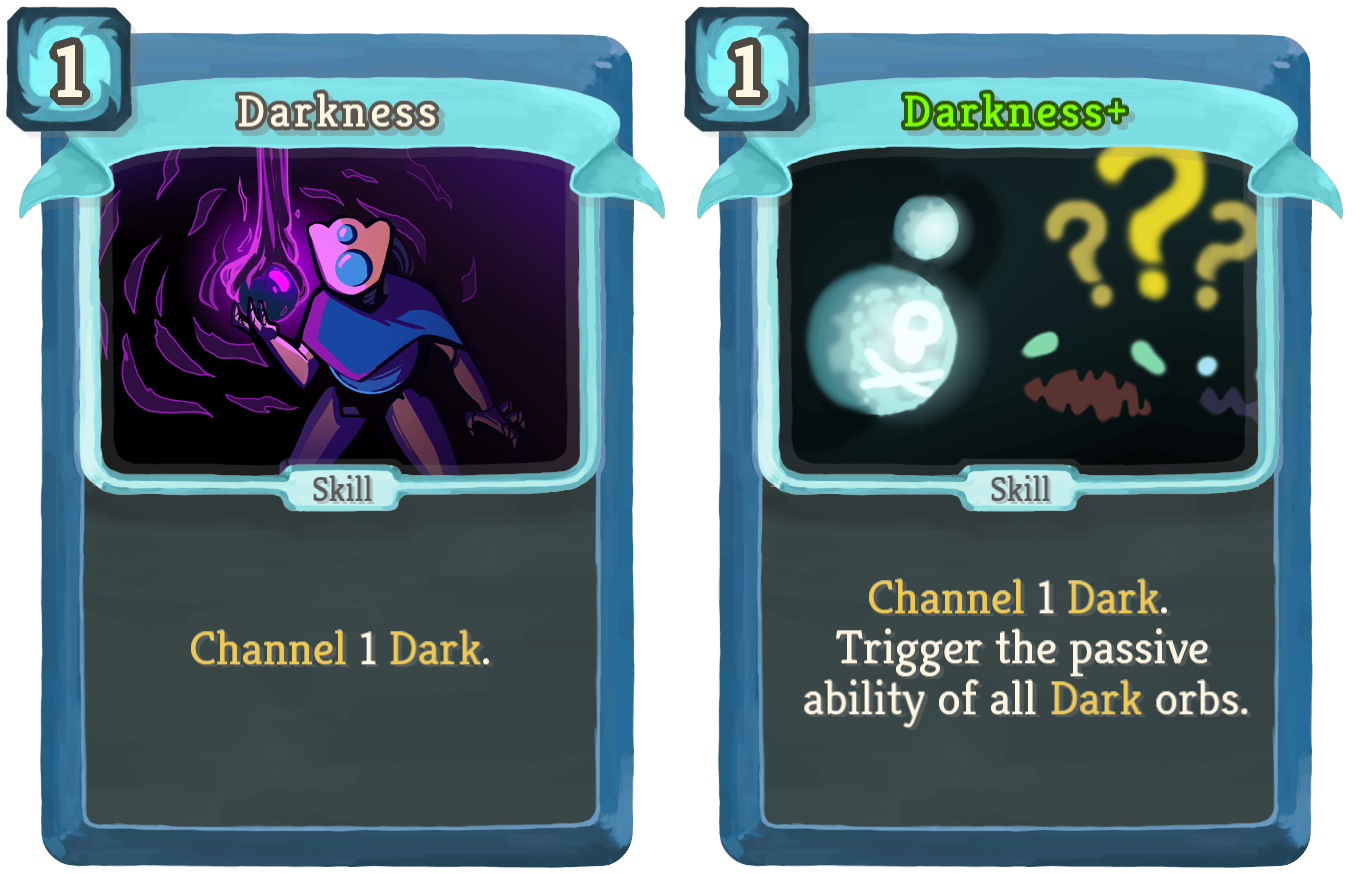 1
Darkness
Skill
Channel 1 Dark.
1
Darkness+
? ? ?
Skill
Channel 1 Dark.
Trigger the passive
ability of all Dark orbs.